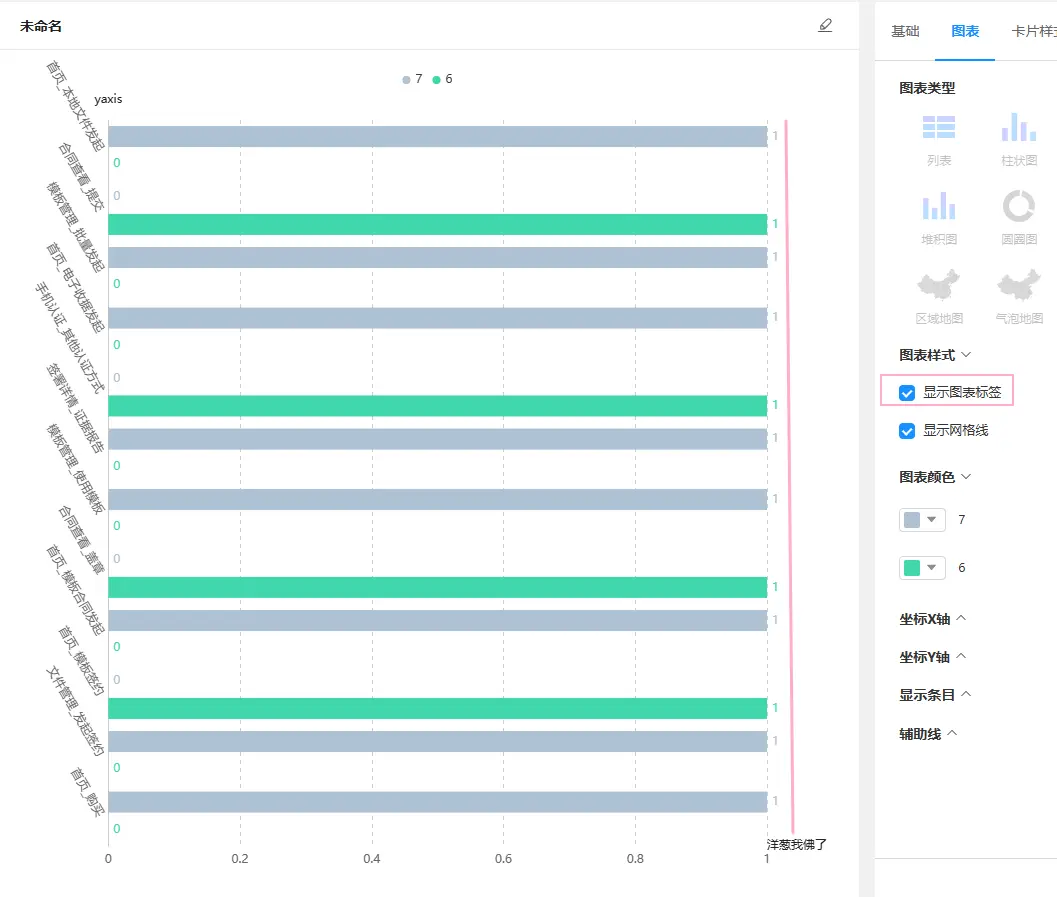 未命名
7
6
yaxis
首页_本地文件发起
1
0
合同查看_提交
0
1
模板管理_批量发起
1
0
首页_电子收据发起
1
0
手机认证_其他认证方式
0
1
签署详情_证据报告
1
0
模板管理_使用模板
1
0
合同查看_盖章
0
1
首页_模板合同发起
1
0
首页_模板签约
0
1
文件管理_发起签约
1
0
首页_购买
1
0
洋葱我佛了
0 0.2 0.4 0.6 0.8 1
基础 图表 卡片样式
图表类型
列表 柱状图
堆积图 圆圈图
区域地图 气泡地图
图表样式
显示图表标签
显示网格线
图表颜色
7
6
坐标X轴
坐标Y轴
显示条目
辅助线